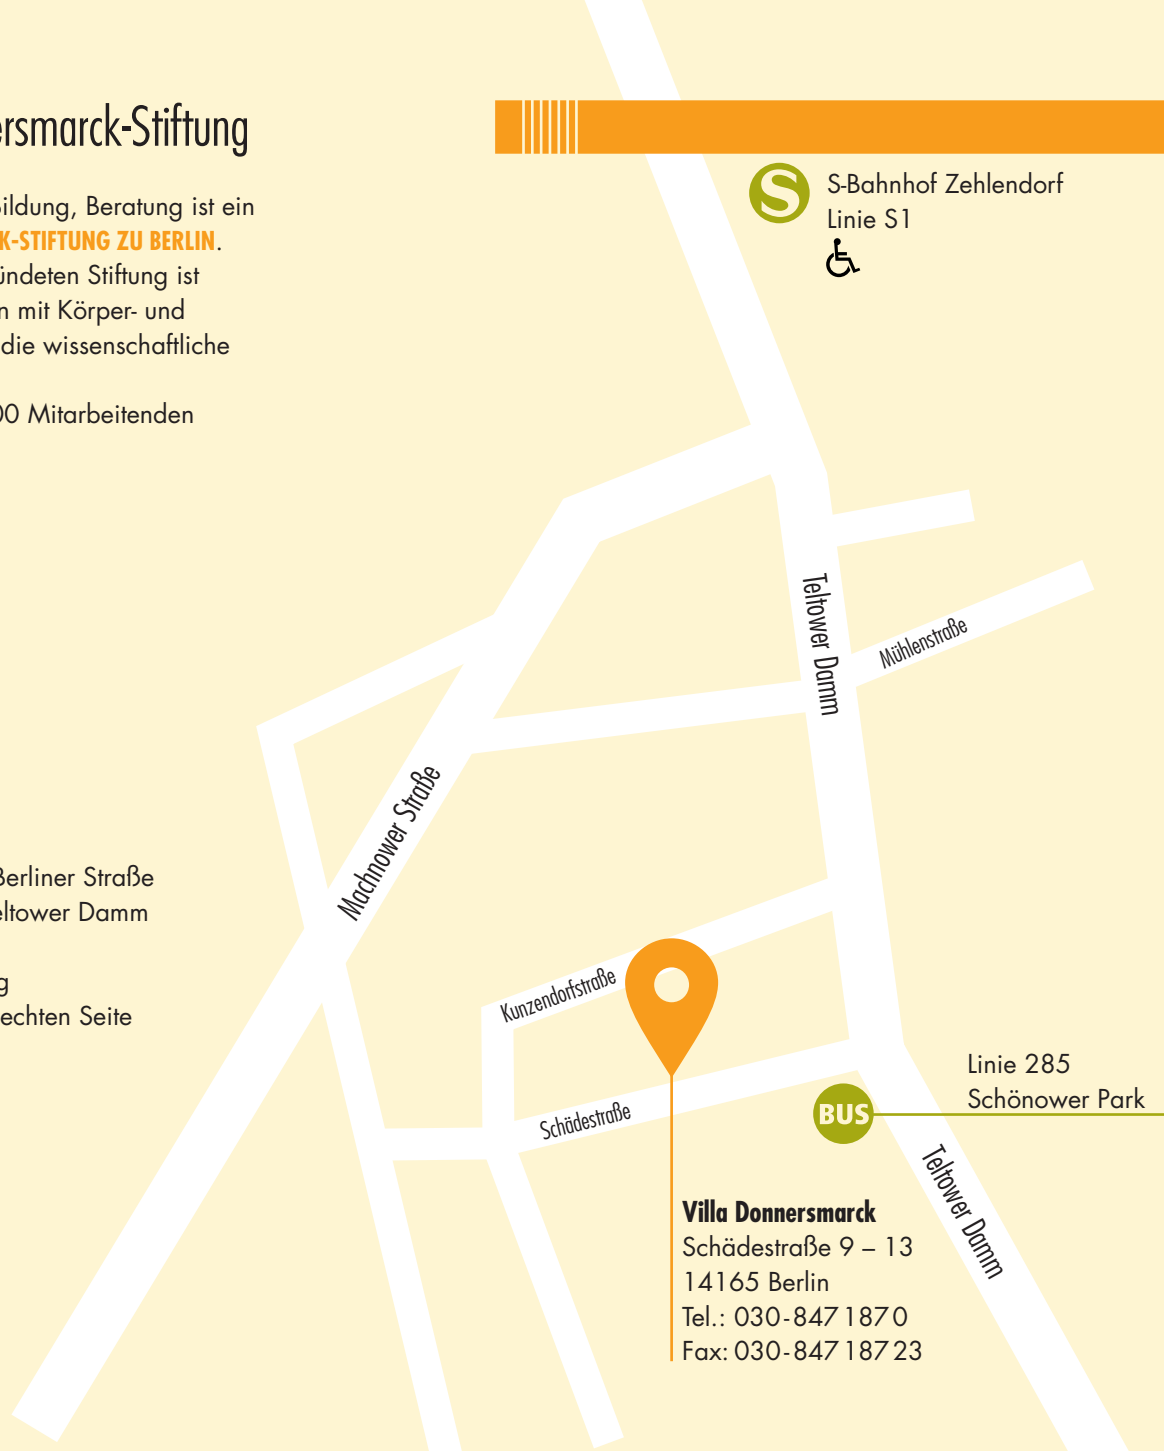 ersmarck-Stiftung
ildung, Beratung ist ein
K-STIFTUNG ZU BERLIN.
ündeten Stiftung ist
n mit Körper- und
die wissenschaftliche
00 Mitarbeitenden
Berliner Straße
eltower Damm
g
echten Seite
S
S-Bahnhof Zehlendorf
Linie S1
Teltower Damm
Mühlenstraße
Machnower Straße
Kunzendorfstraße
Schädestraße
Linie 285
Schönower Park
BUS
Teltower Damm
Villa Donnersmarck
Schädestraße 9 – 13
14165 Berlin
Tel.: 030-847 187 0
Fax: 030-847 187 23